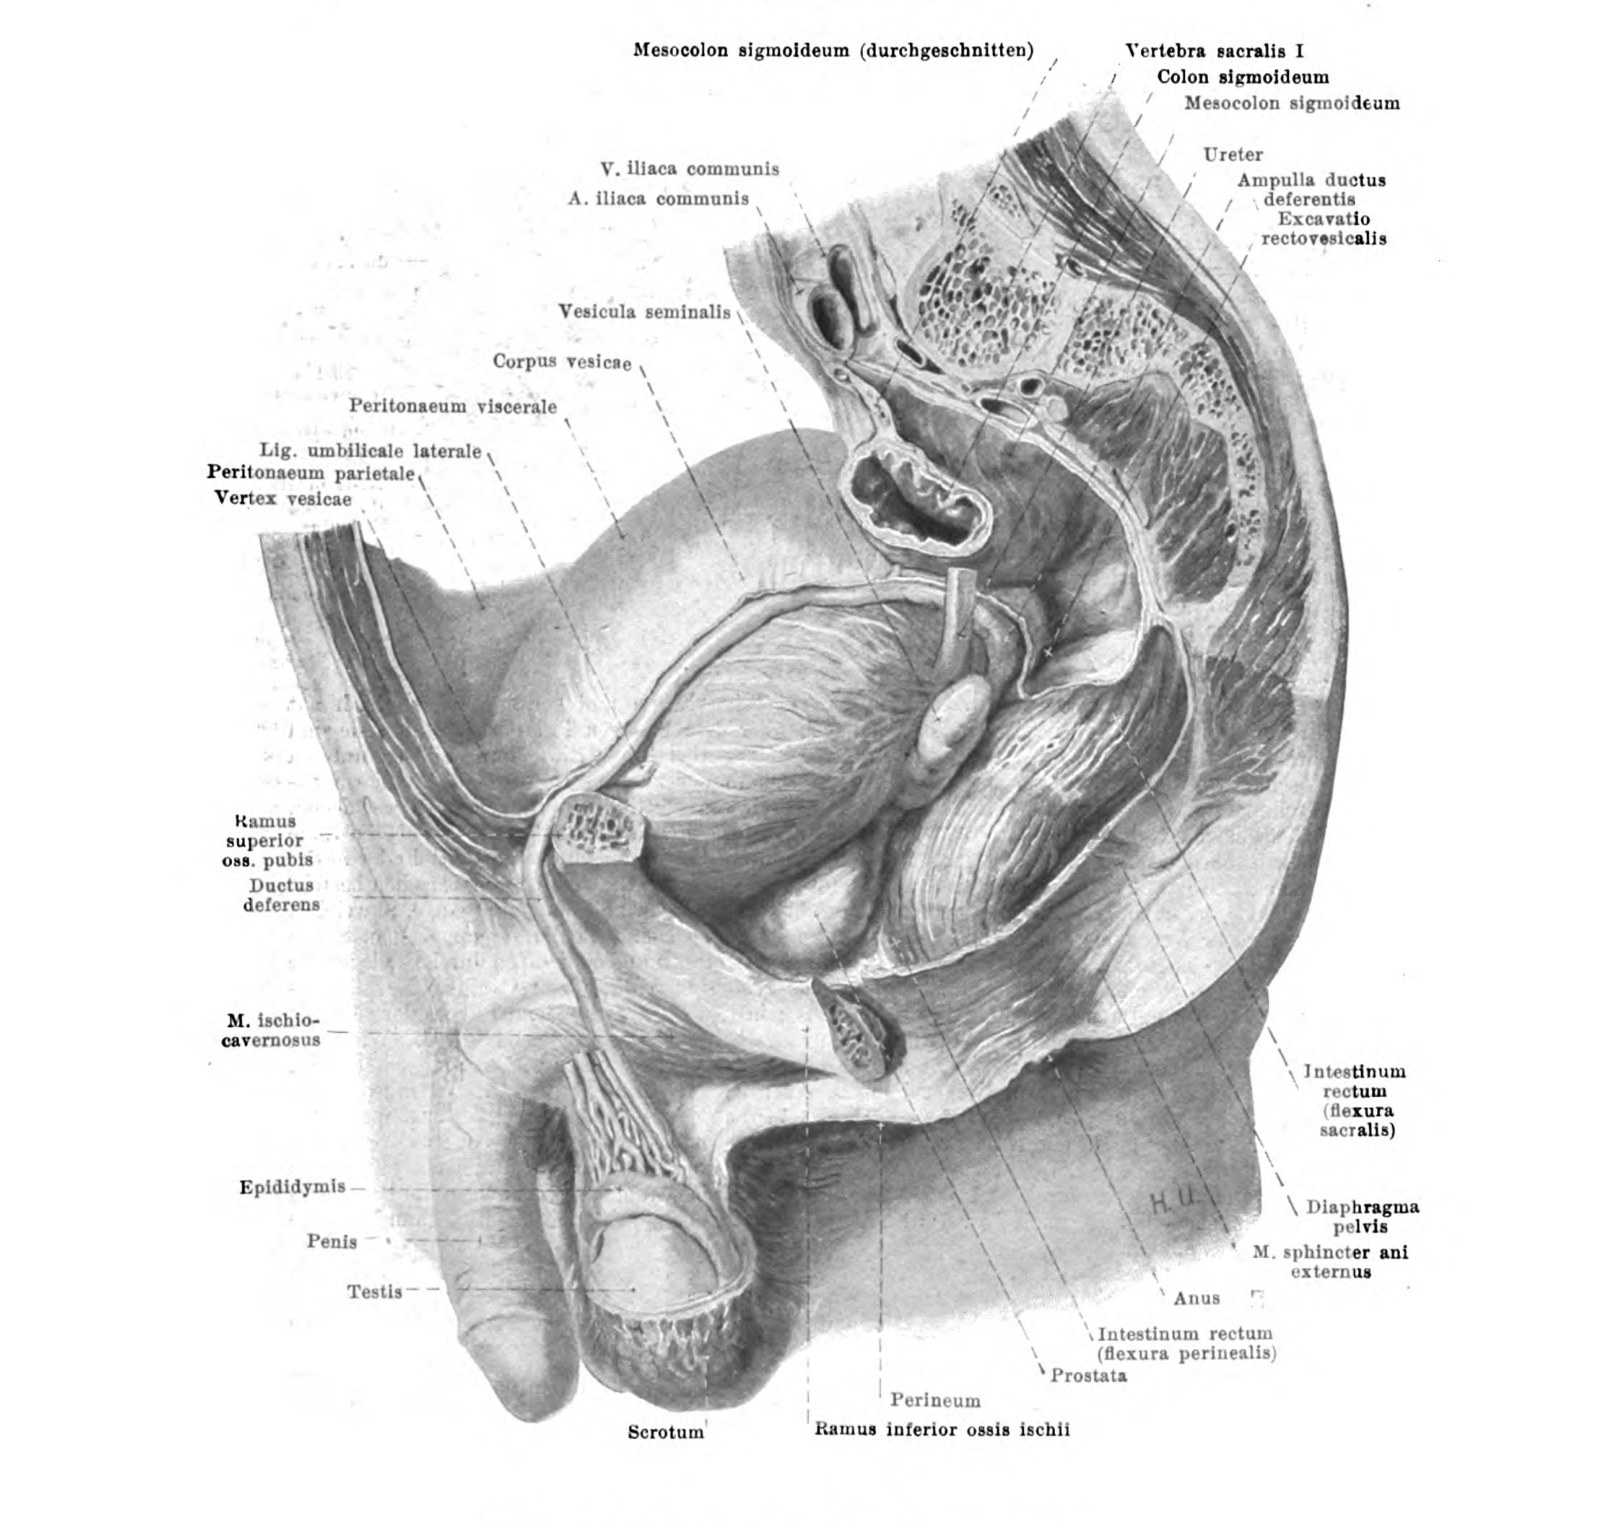 Mesocolon sigmoideum (durchgeschnitten)
Vertebra sacralis I
Colon sigmoideum
Mesocolon sigmoideum
Ureter
Ampulla ductus
deferentis
Excavatio
rectovesicalis
V. iliaca communis
A. iliaca communis
Vesicula seminalis
Corpus vesicae
Peritonaeum viscerale
Lig. umbilicale laterale
Peritonaeum parietale
Vertex vesicae
Ramus
superior
oss. pubis
Ductus
deferens
M. ischio-
cavernosus
Epididymis
Penis
Testis
Scrotum
H. U.
Intestinum
rectum
(flexura
sacralis)
Diaphragma
pelvis
M. sphincter ani
externus
Anus
Intestinum rectum
(flexura perinealis)
Prostata
Perineum
Ramus inferior ossis ischii